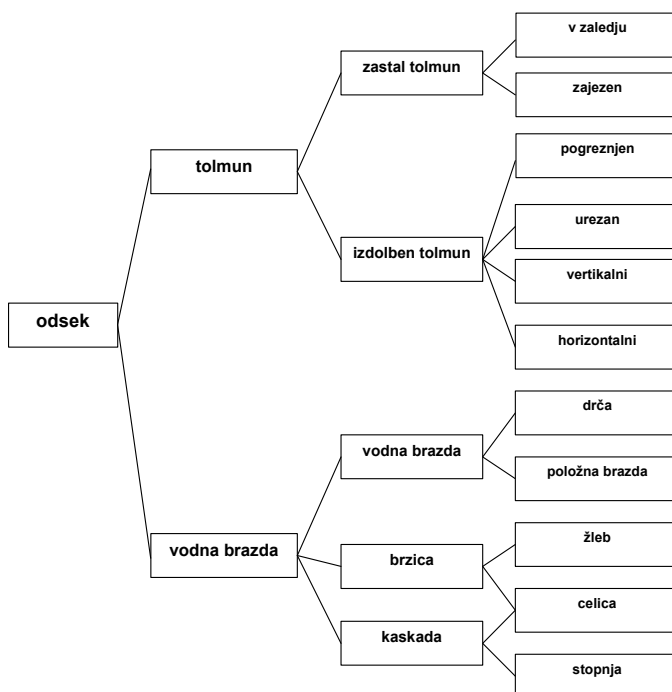 v zaledju
zastal tolmun
zajezen
pogreznjen
tolmun
urezan
izdolben tolmun
vertikalni
odsek
horizontalni
drča
vodna brazda
položna brazda
žleb
vodna brazda
brzica
celica
kaskada
stopnja